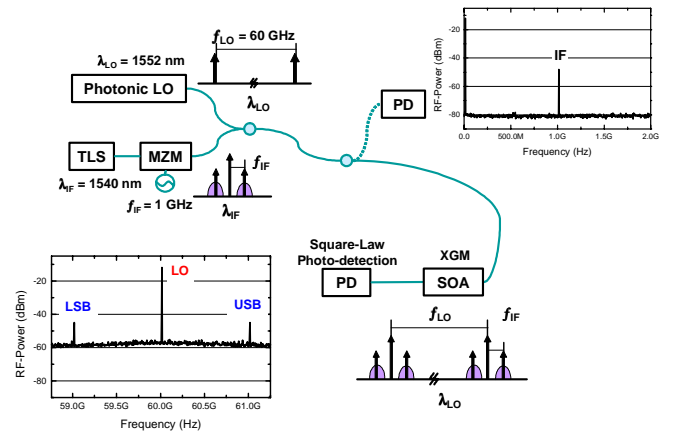 f_LO = 60 GHz
λ_LO = 1552 nm
Photonic LO
λ_LO
TLS
MZM
λ_IF = 1540 nm
f_IF = 1 GHz
f_IF
λ_IF
PD
RF-Power (dBm)
-20
-40
-60
-80
IF
0.0
500.0M
1.0G
1.5G
2.0G
Frequency (Hz)
Square-Law
Photo-detection
XGM
PD
SOA
f_LO
f_IF
λ_LO
RF-Power (dBm)
-20
-40
-60
-80
LSB
LO
USB
59.0G
59.5G
60.0G
60.5G
61.0G
Frequency (Hz)